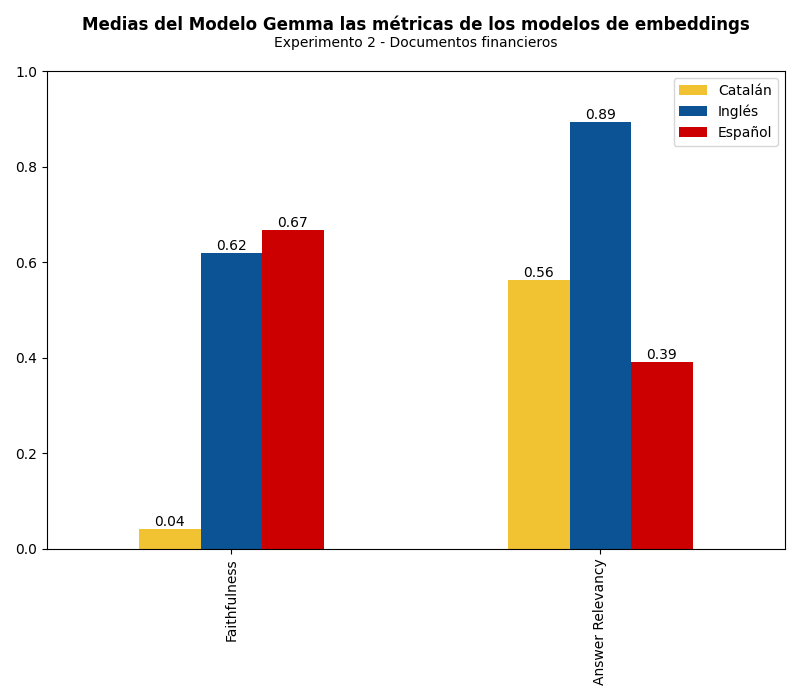 Medias del Modelo Gemma las métricas de los modelos de embeddings
Experimento 2 - Documentos financieros
1.0
0.8
0.6
0.4
0.2
0.0
Catalán
Inglés
Español
0.04
0.62
0.67
0.56
0.89
0.39
Faithfulness
Answer Relevancy